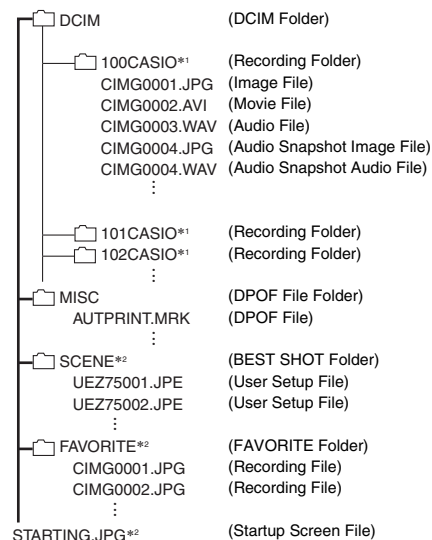 DCIM (DCIM Folder)
100CASIO*1 (Recording Folder)
CIMG0001.JPG (Image File)
CIMG0002.AVI (Movie File)
CIMG0003.WAV (Audio File)
CIMG0004.JPG (Audio Snapshot Image File)
CIMG0004.WAV (Audio Snapshot Audio File)
101CASIO*1 (Recording Folder)
102CASIO*1 (Recording Folder)
MISC (DPOF File Folder)
AUTPRINT.MRK (DPOF File)
SCENE*2 (BEST SHOT Folder)
UEZ75001.JPE (User Setup File)
UEZ75002.JPE (User Setup File)
FAVORITE*2 (FAVORITE Folder)
CIMG0001.JPG (Recording File)
CIMG0002.JPG (Recording File)
STARTING.JPG*2 (Startup Screen File)